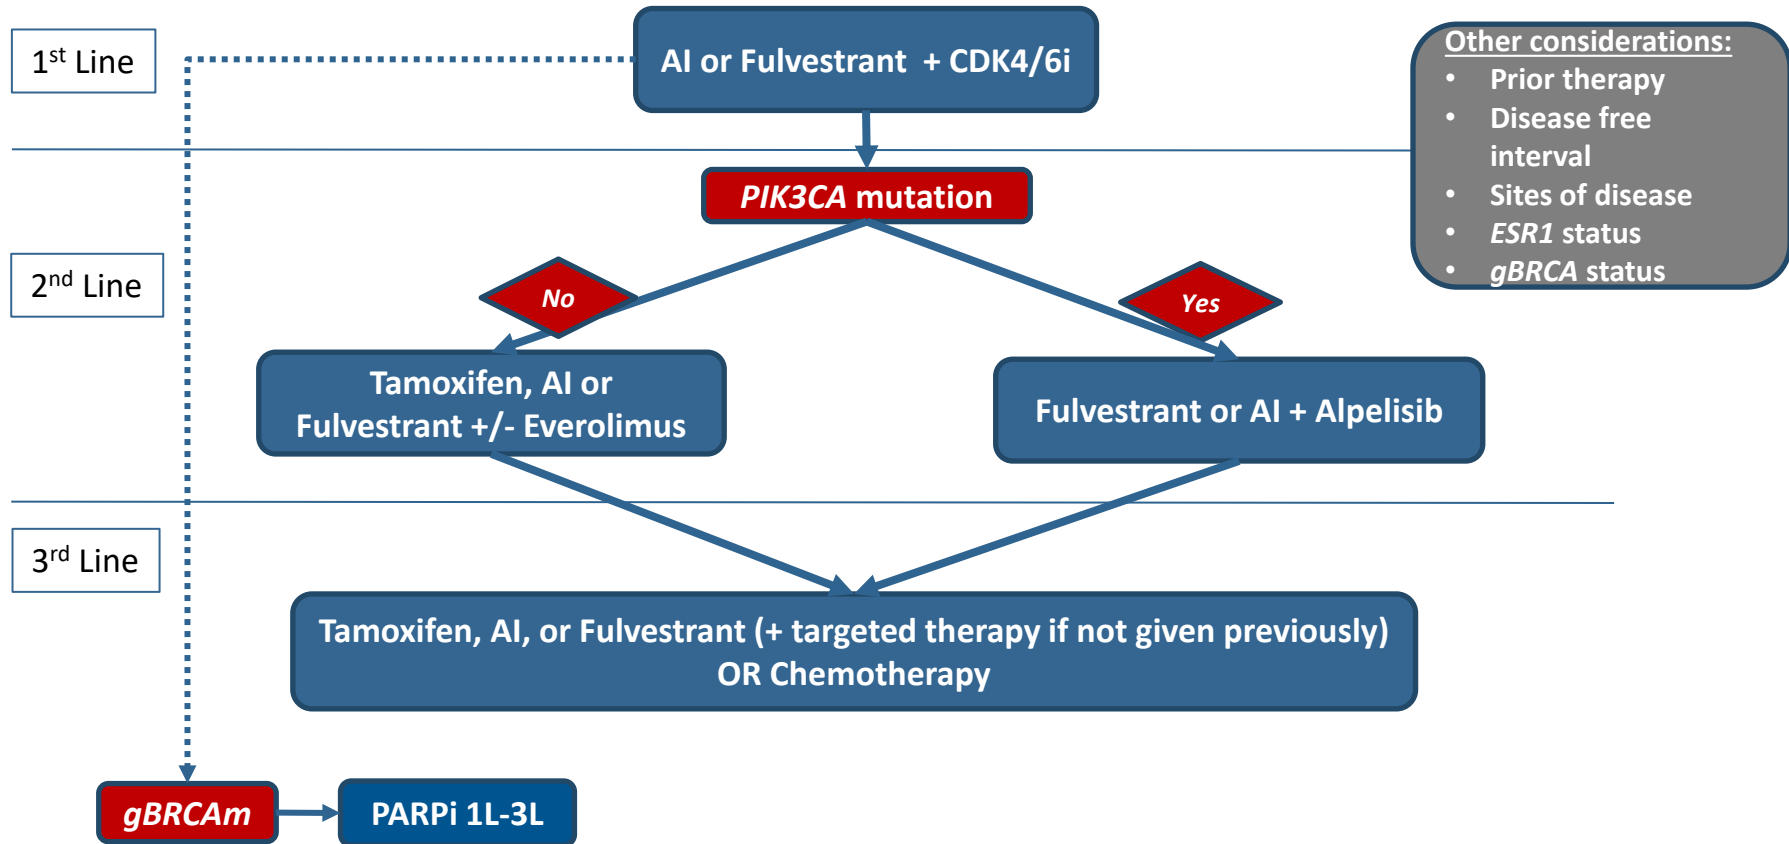 1st Line
AI or Fulvestrant + CDK4/6i
Other considerations:
• Prior therapy
• Disease free
interval
• Sites of disease
• ESR1 status
• gBRCA status
PIK3CA mutation
2nd Line
No
Yes
Tamoxifen, AI or
Fulvestrant +/- Everolimus
Fulvestrant or AI + Alpelisib
3rd Line
Tamoxifen, AI, or Fulvestrant (+ targeted therapy if not given previously)
OR Chemotherapy
gBRCAm
PARPi 1L-3L